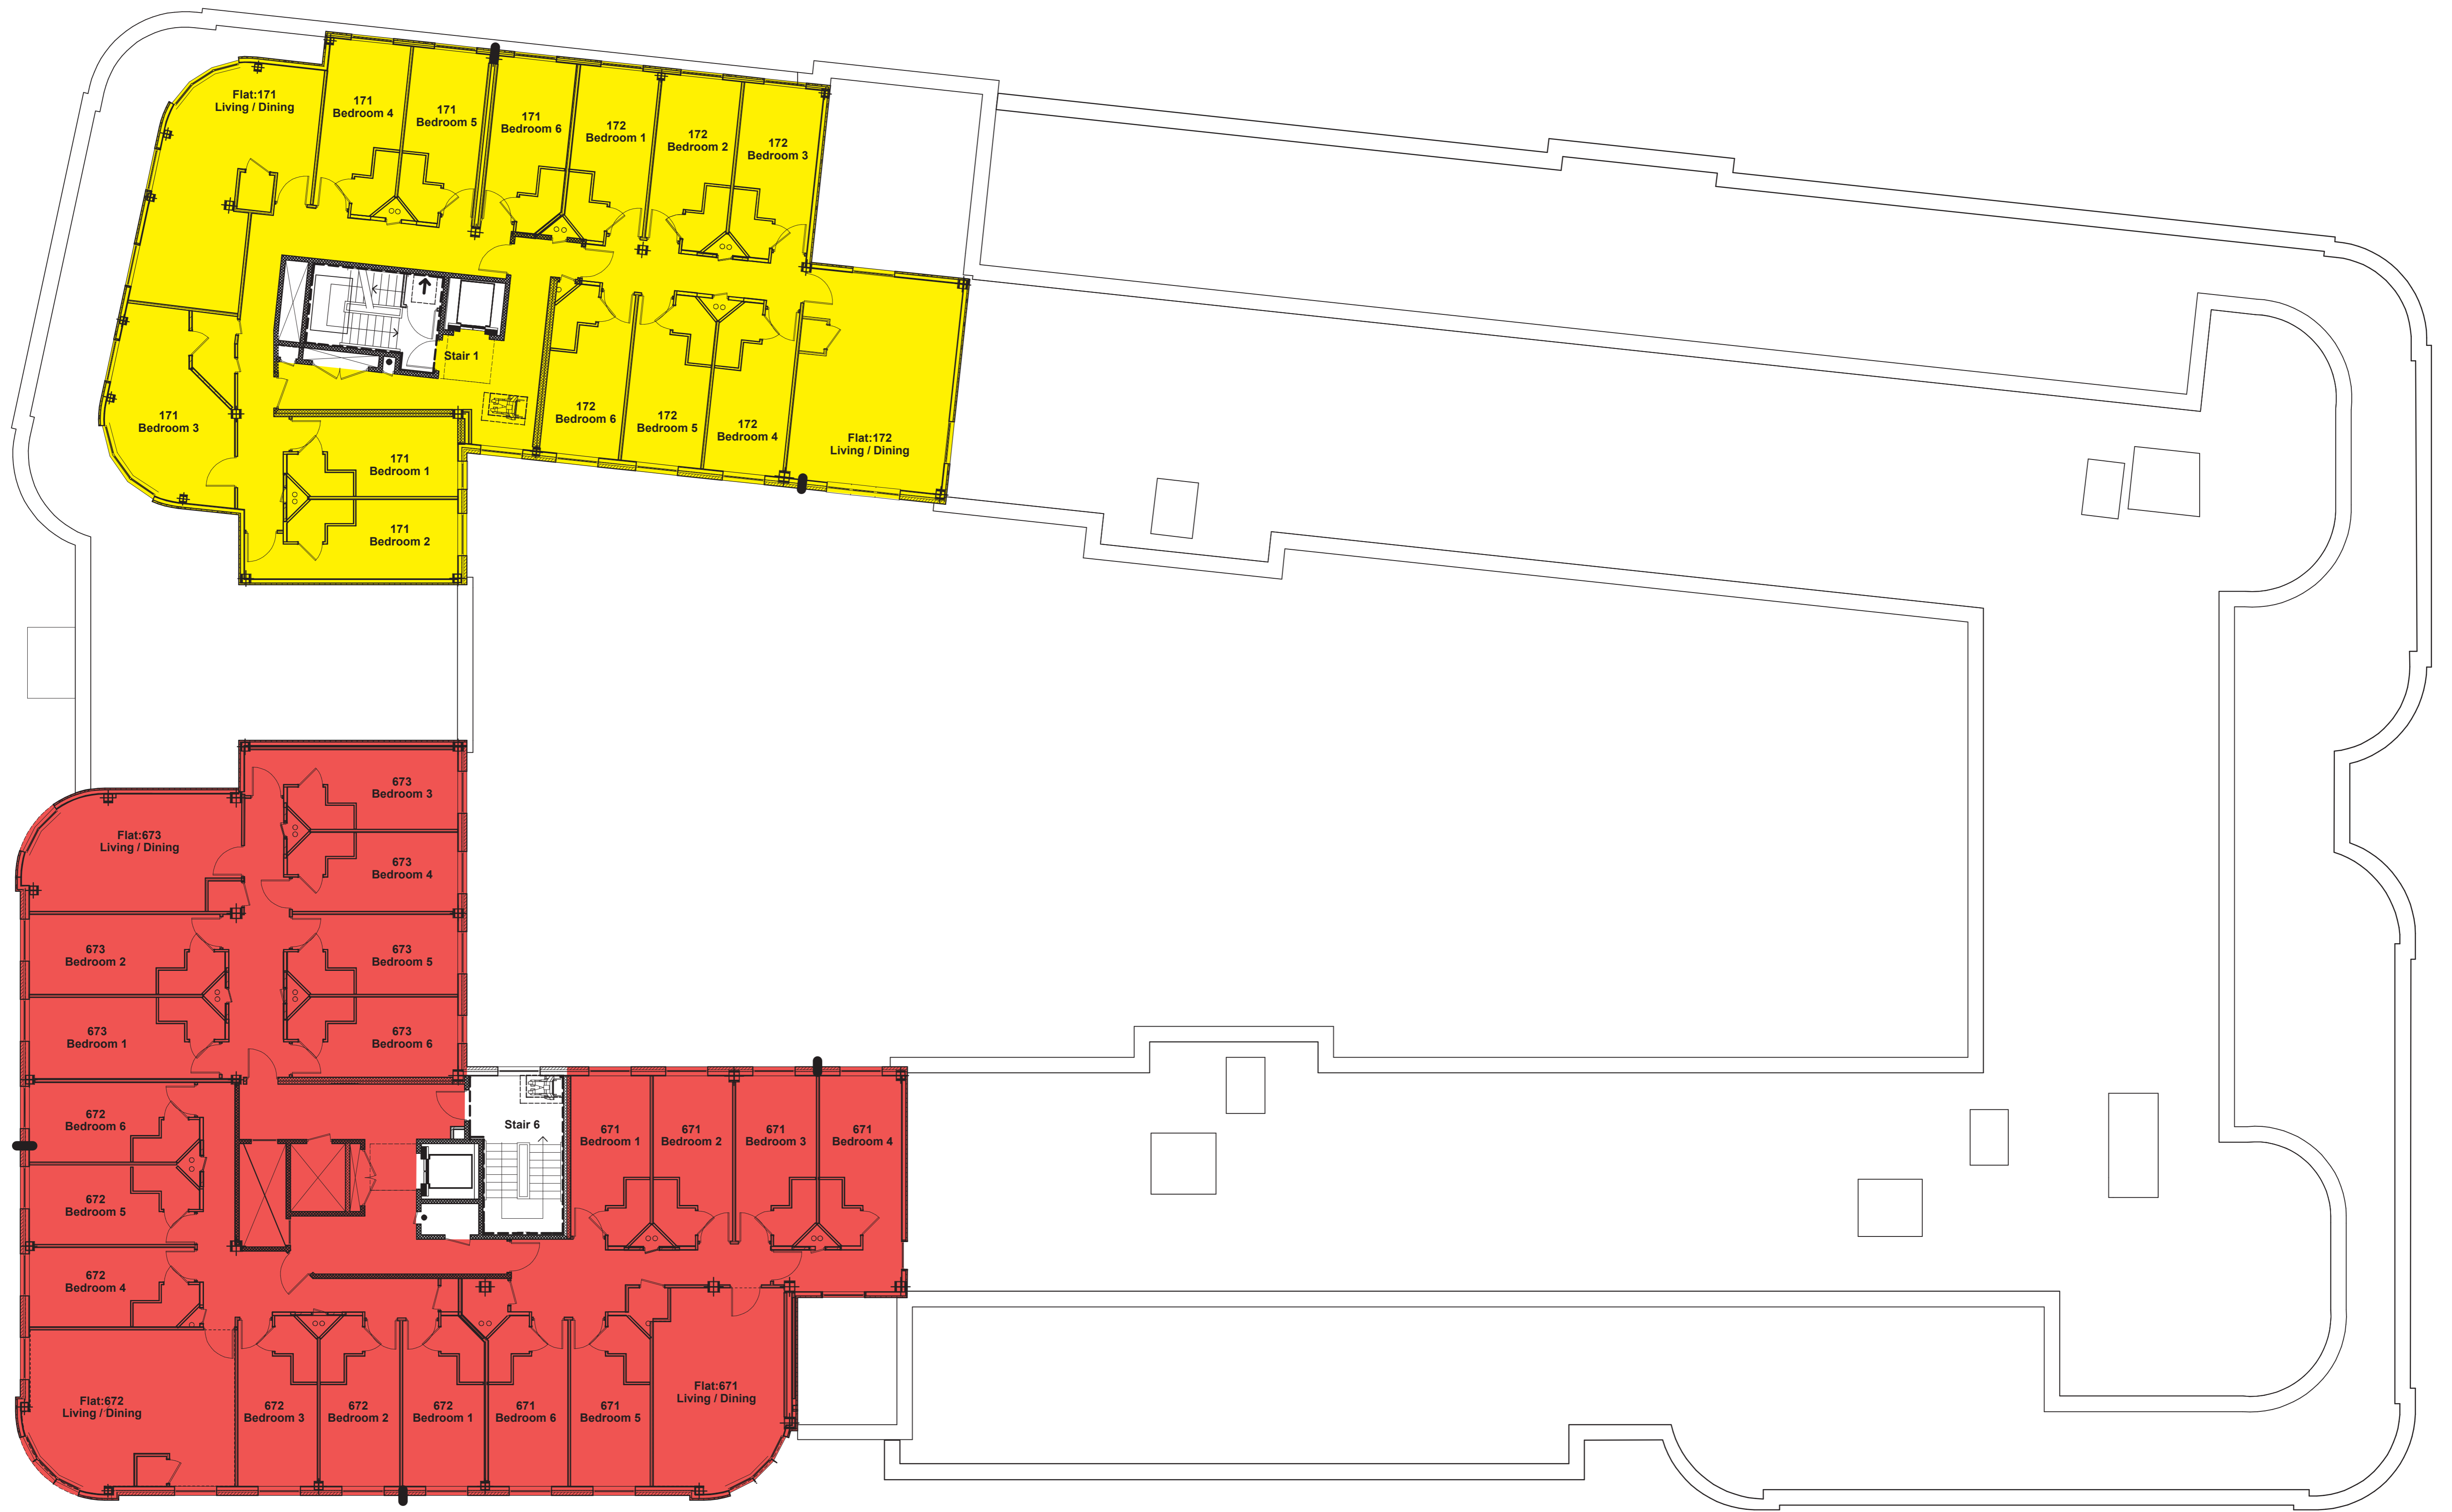 Flat:171
Living / Dining
171
Bedroom 4
171
Bedroom 5
171
Bedroom 6
172
Bedroom 1
172
Bedroom 2
172
Bedroom 3
Stair 1
171
Bedroom 3
171
Bedroom 1
171
Bedroom 2
172
Bedroom 6
172
Bedroom 5
172
Bedroom 4
Flat:172
Living / Dining
673
Bedroom 3
Flat:673
Living / Dining
673
Bedroom 4
673
Bedroom 2
673
Bedroom 5
673
Bedroom 1
673
Bedroom 6
672
Bedroom 6
Stair 6
671
Bedroom 1
671
Bedroom 2
671
Bedroom 3
671
Bedroom 4
672
Bedroom 5
672
Bedroom 4
Flat:672
Living / Dining
672
Bedroom 3
672
Bedroom 2
672
Bedroom 1
671
Bedroom 6
671
Bedroom 5
Flat:671
Living / Dining